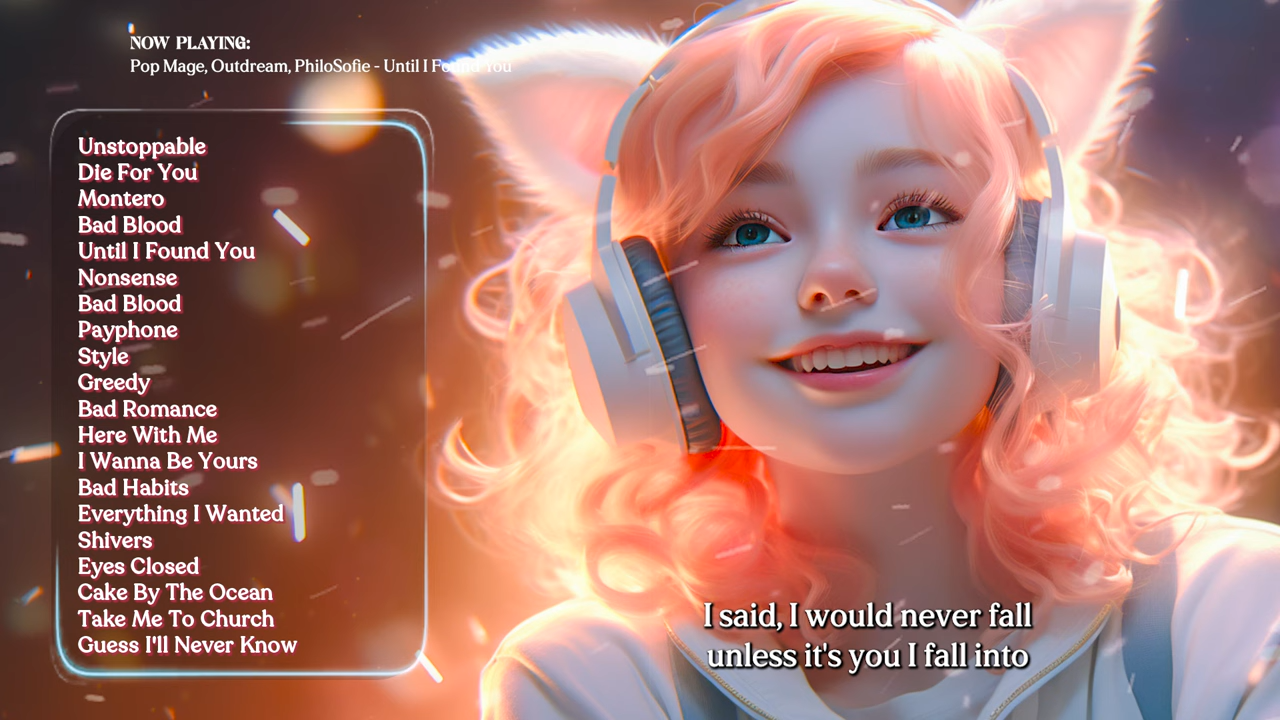 NOW PLAYING:
Pop Mage, Outdream, PhiloSofie - Until I Found You
Unstoppable
Die For You
Montero
Bad Blood
Until I Found You
Nonsense
Bad Blood
Payphone
Style
Greedy
Bad Romance
Here With Me
I Wanna Be Yours
Bad Habits
Everything I Wanted
Shivers
Eyes Closed
Cake By The Ocean
Take Me To Church
Guess I'll Never Know
I said, I would never fall
unless it's you I fall into